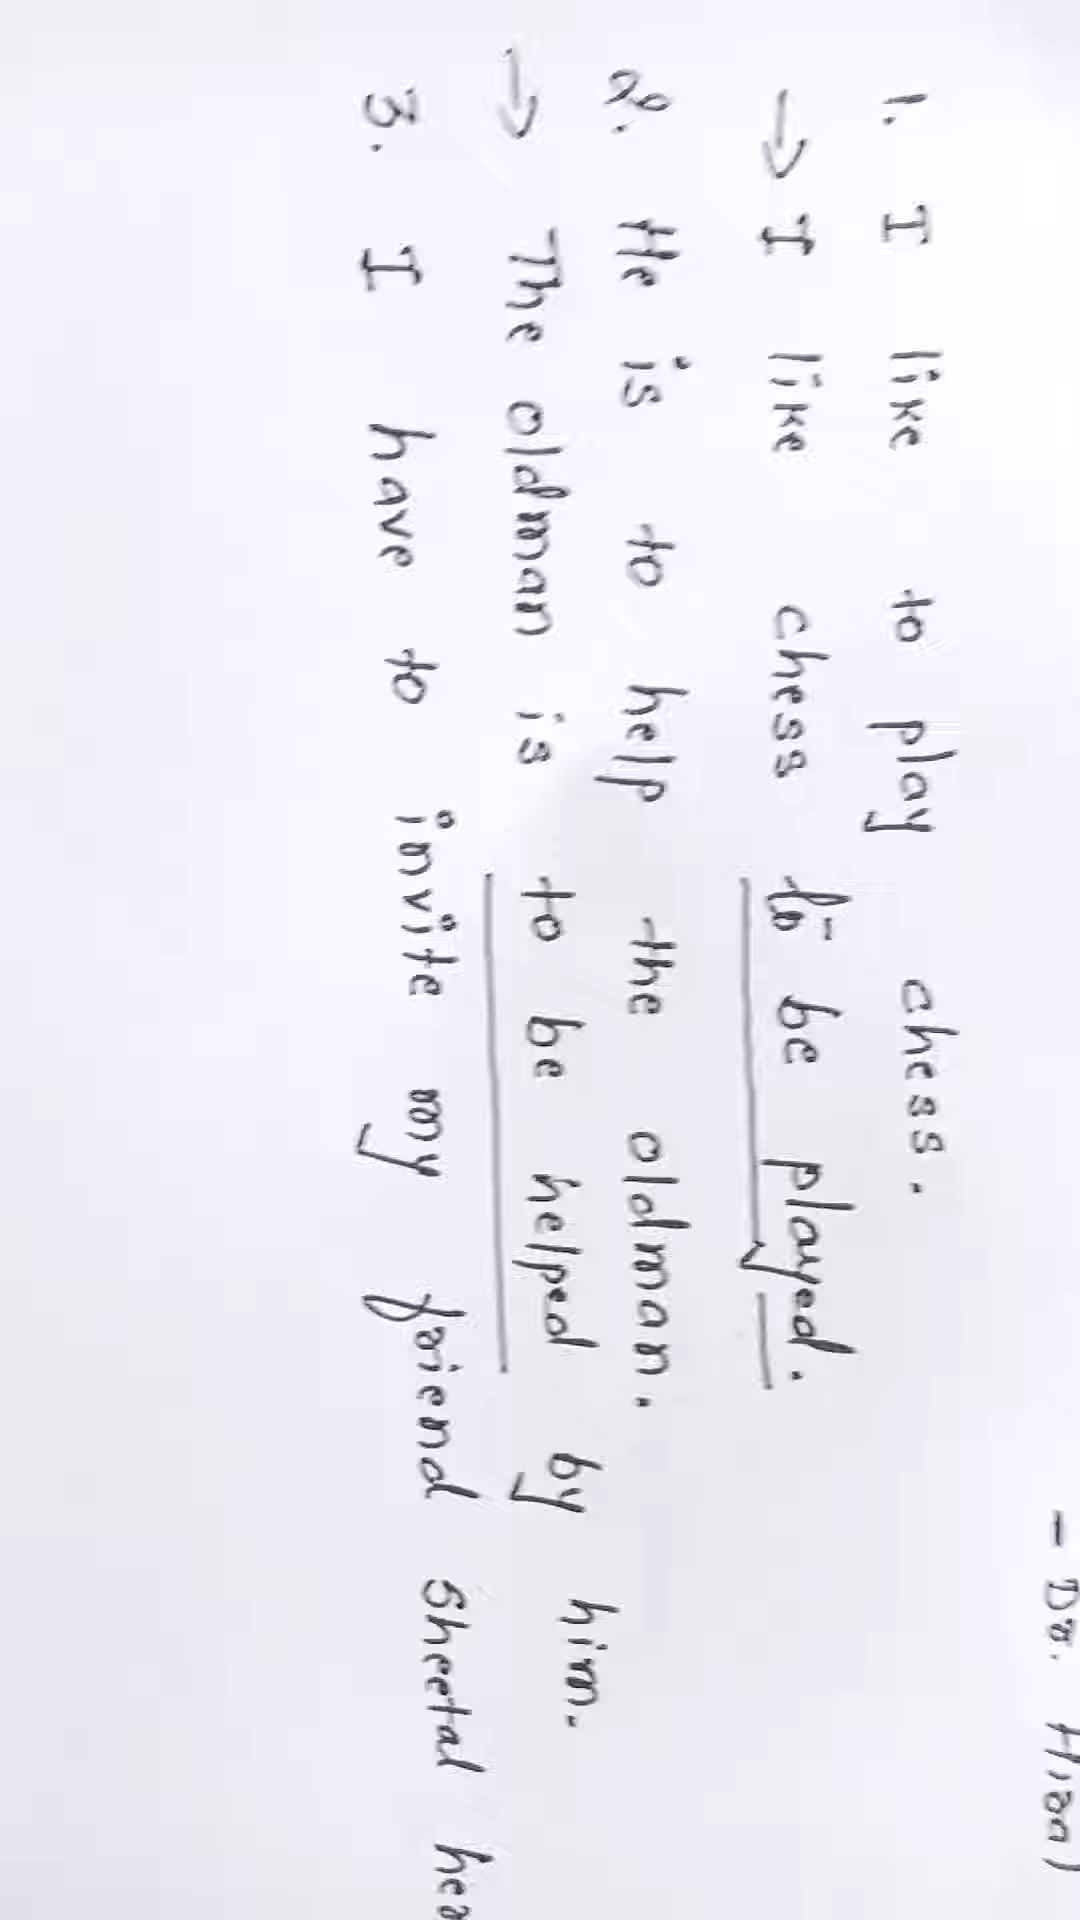 - Dr. Hiral
1. I like to play chess.
→ I like chess to be played.
2. He is to help the oldman.
→ The oldman is to be helped by him.
3. I have to invite my friend Sheetal her